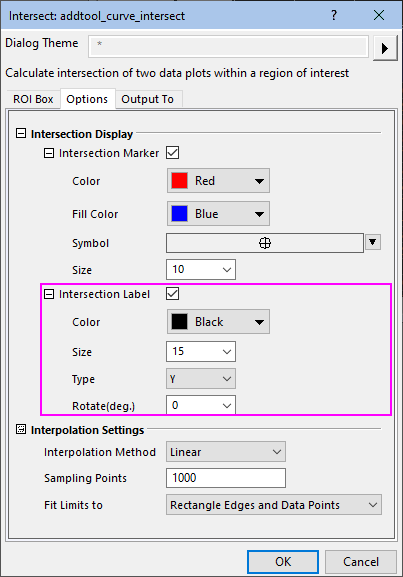 Intersect: addtool_curve_intersect
Dialog Theme *
Calculate intersection of two data plots within a region of interest
ROI Box Options Output To
Intersection Display
Intersection Marker
Color Red
Fill Color Blue
Symbol
Size 10
Intersection Label
Color Black
Size 15
Type Y
Rotate(deg.) 0
Interpolation Settings
Interpolation Method Linear
Sampling Points 1000
Fit Limits to Rectangle Edges and Data Points
OK Cancel